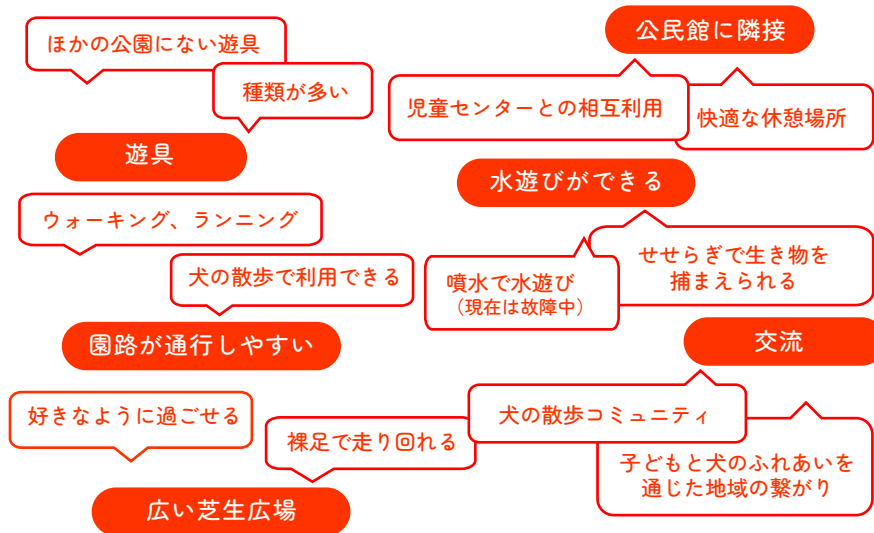 ほかの公園にない遊具
種類が多い
遊具
ウォーキング、ランニング
犬の散歩で利用できる
園路が通行しやすい
好きなように過ごせる
裸足で走り回れる
広い芝生広場
公民館に隣接
児童センターとの相互利用
快適な休憩場所
水遊びができる
せせらぎで生き物を
捕まえられる
噴水で水遊び
（現在は故障中）
交流
犬の散歩コミュニティ
子どもと犬のふれあいを
通じた地域の繋がり